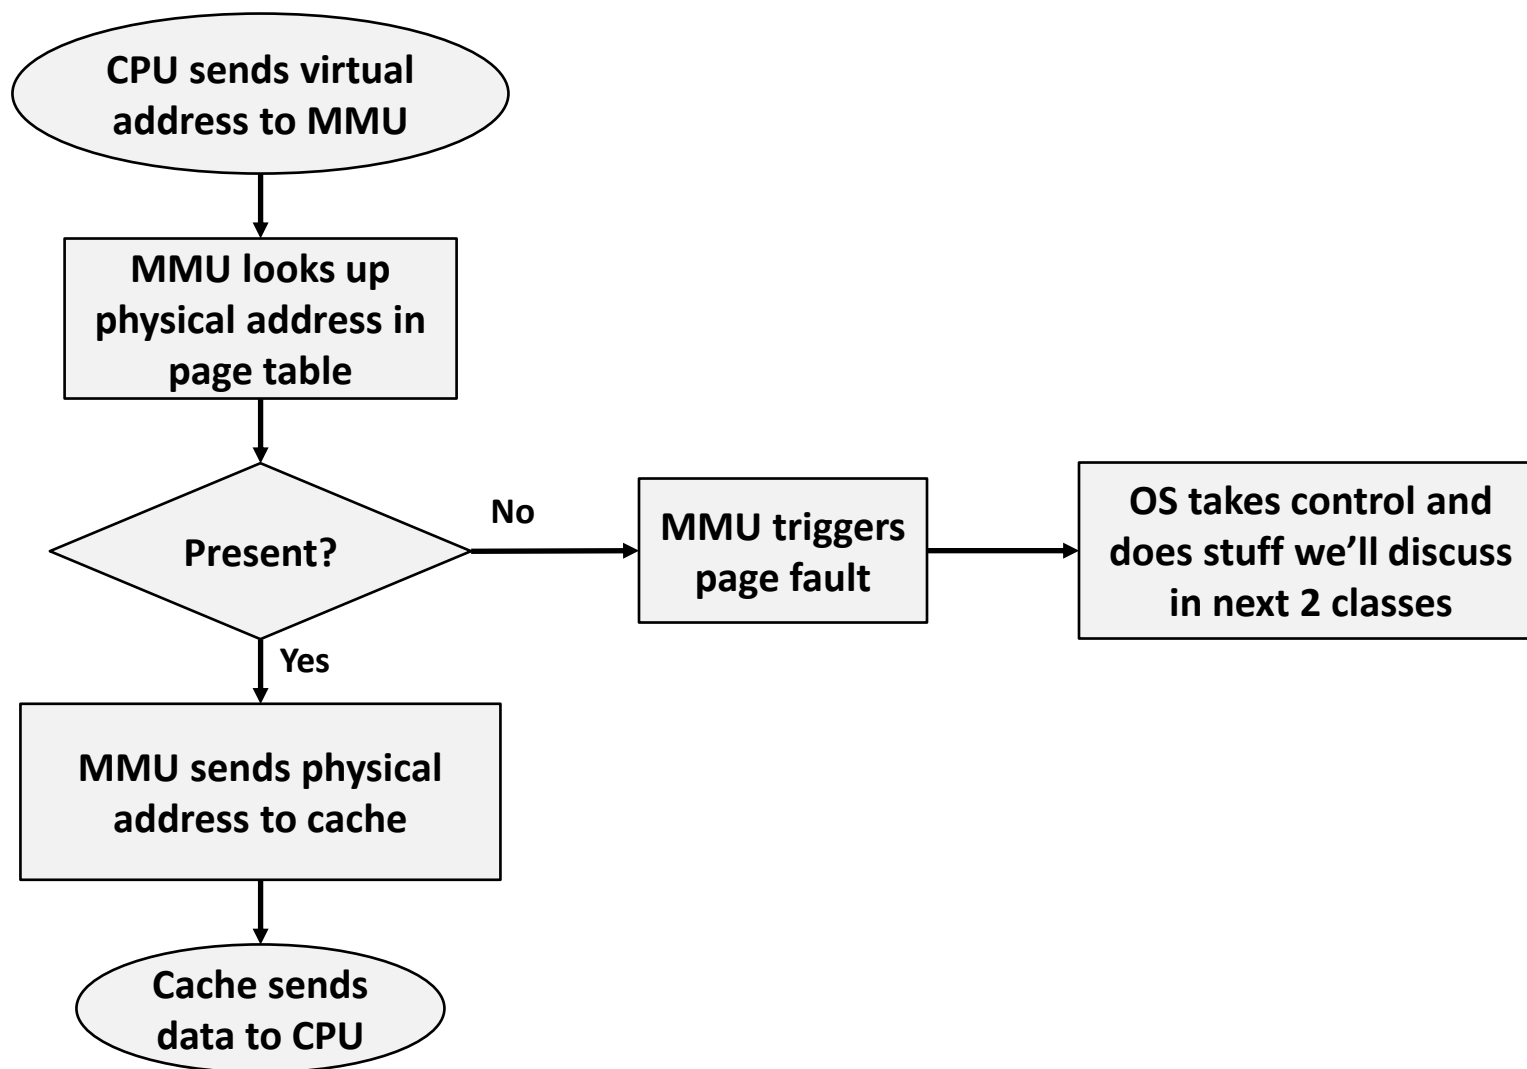 CPU sends virtual
address to MMU
MMU looks up
physical address in
page table
Present?
No
MMU triggers
page fault
OS takes control and
does stuff we’ll discuss
in next 2 classes
Yes
MMU sends physical
address to cache
Cache sends
data to CPU